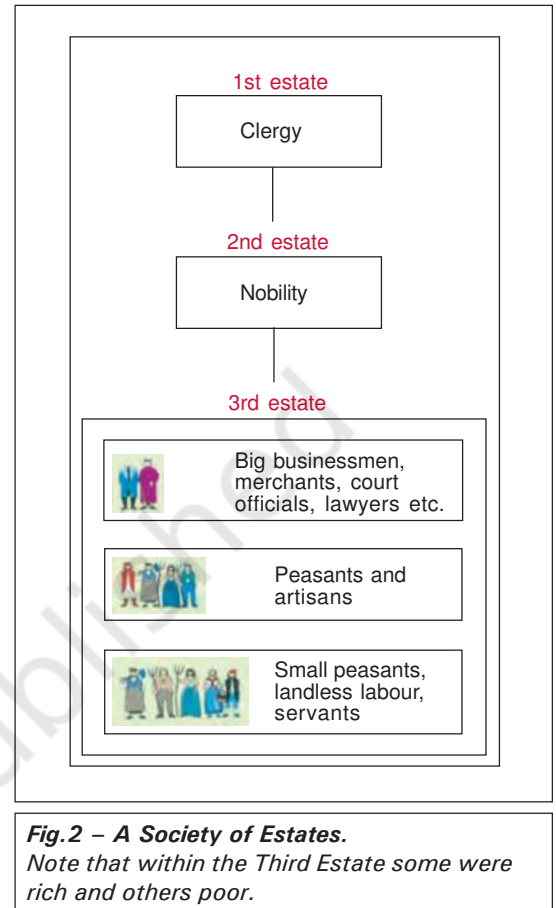 1st estate
Clergy
2nd estate
Nobility
3rd estate
Big businessmen,
merchants, court
officials, lawyers etc.
Peasants and
artisans
Small peasants,
landless labour,
servants
Fig.2 – A Society of Estates.
Note that within the Third Estate some were
rich and others poor.